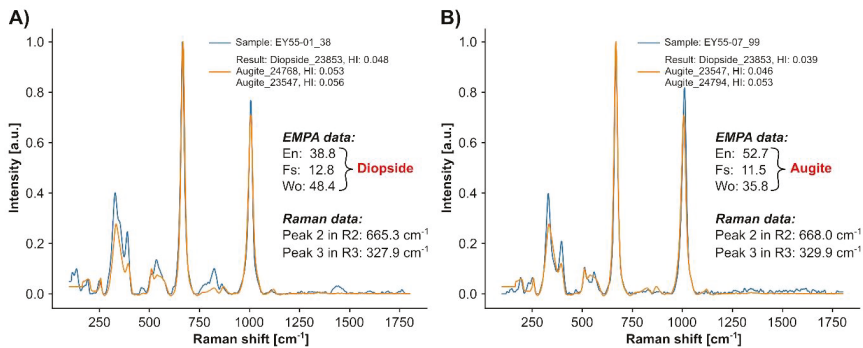 A)
Sample: EY55-01_38
Result: Diopside_23853, HI: 0.048
Augite_24768, HI: 0.053
Augite_23547, HI: 0.056
EMPA data:
En: 38.8
Fs: 12.8
Wo: 48.4
Diopside
Raman data:
Peak 2 in R2: 665.3 cm⁻¹
Peak 3 in R3: 327.9 cm⁻¹
Intensity [a.u.]
1.0
0.8
0.6
0.4
0.2
0.0
250 500 750 1000 1250 1500 1750
Raman shift [cm⁻¹]
B)
Sample: EY55-07_99
Result: Diopside_23853, HI: 0.039
Augite_23547, HI: 0.046
Augite_24794, HI: 0.053
EMPA data:
En: 52.7
Fs: 11.5
Wo: 35.8
Augite
Raman data:
Peak 2 in R2: 668.0 cm⁻¹
Peak 3 in R3: 329.9 cm⁻¹
Intensity [a.u.]
1.0
0.8
0.6
0.4
0.2
0.0
250 500 750 1000 1250 1500 1750
Raman shift [cm⁻¹]